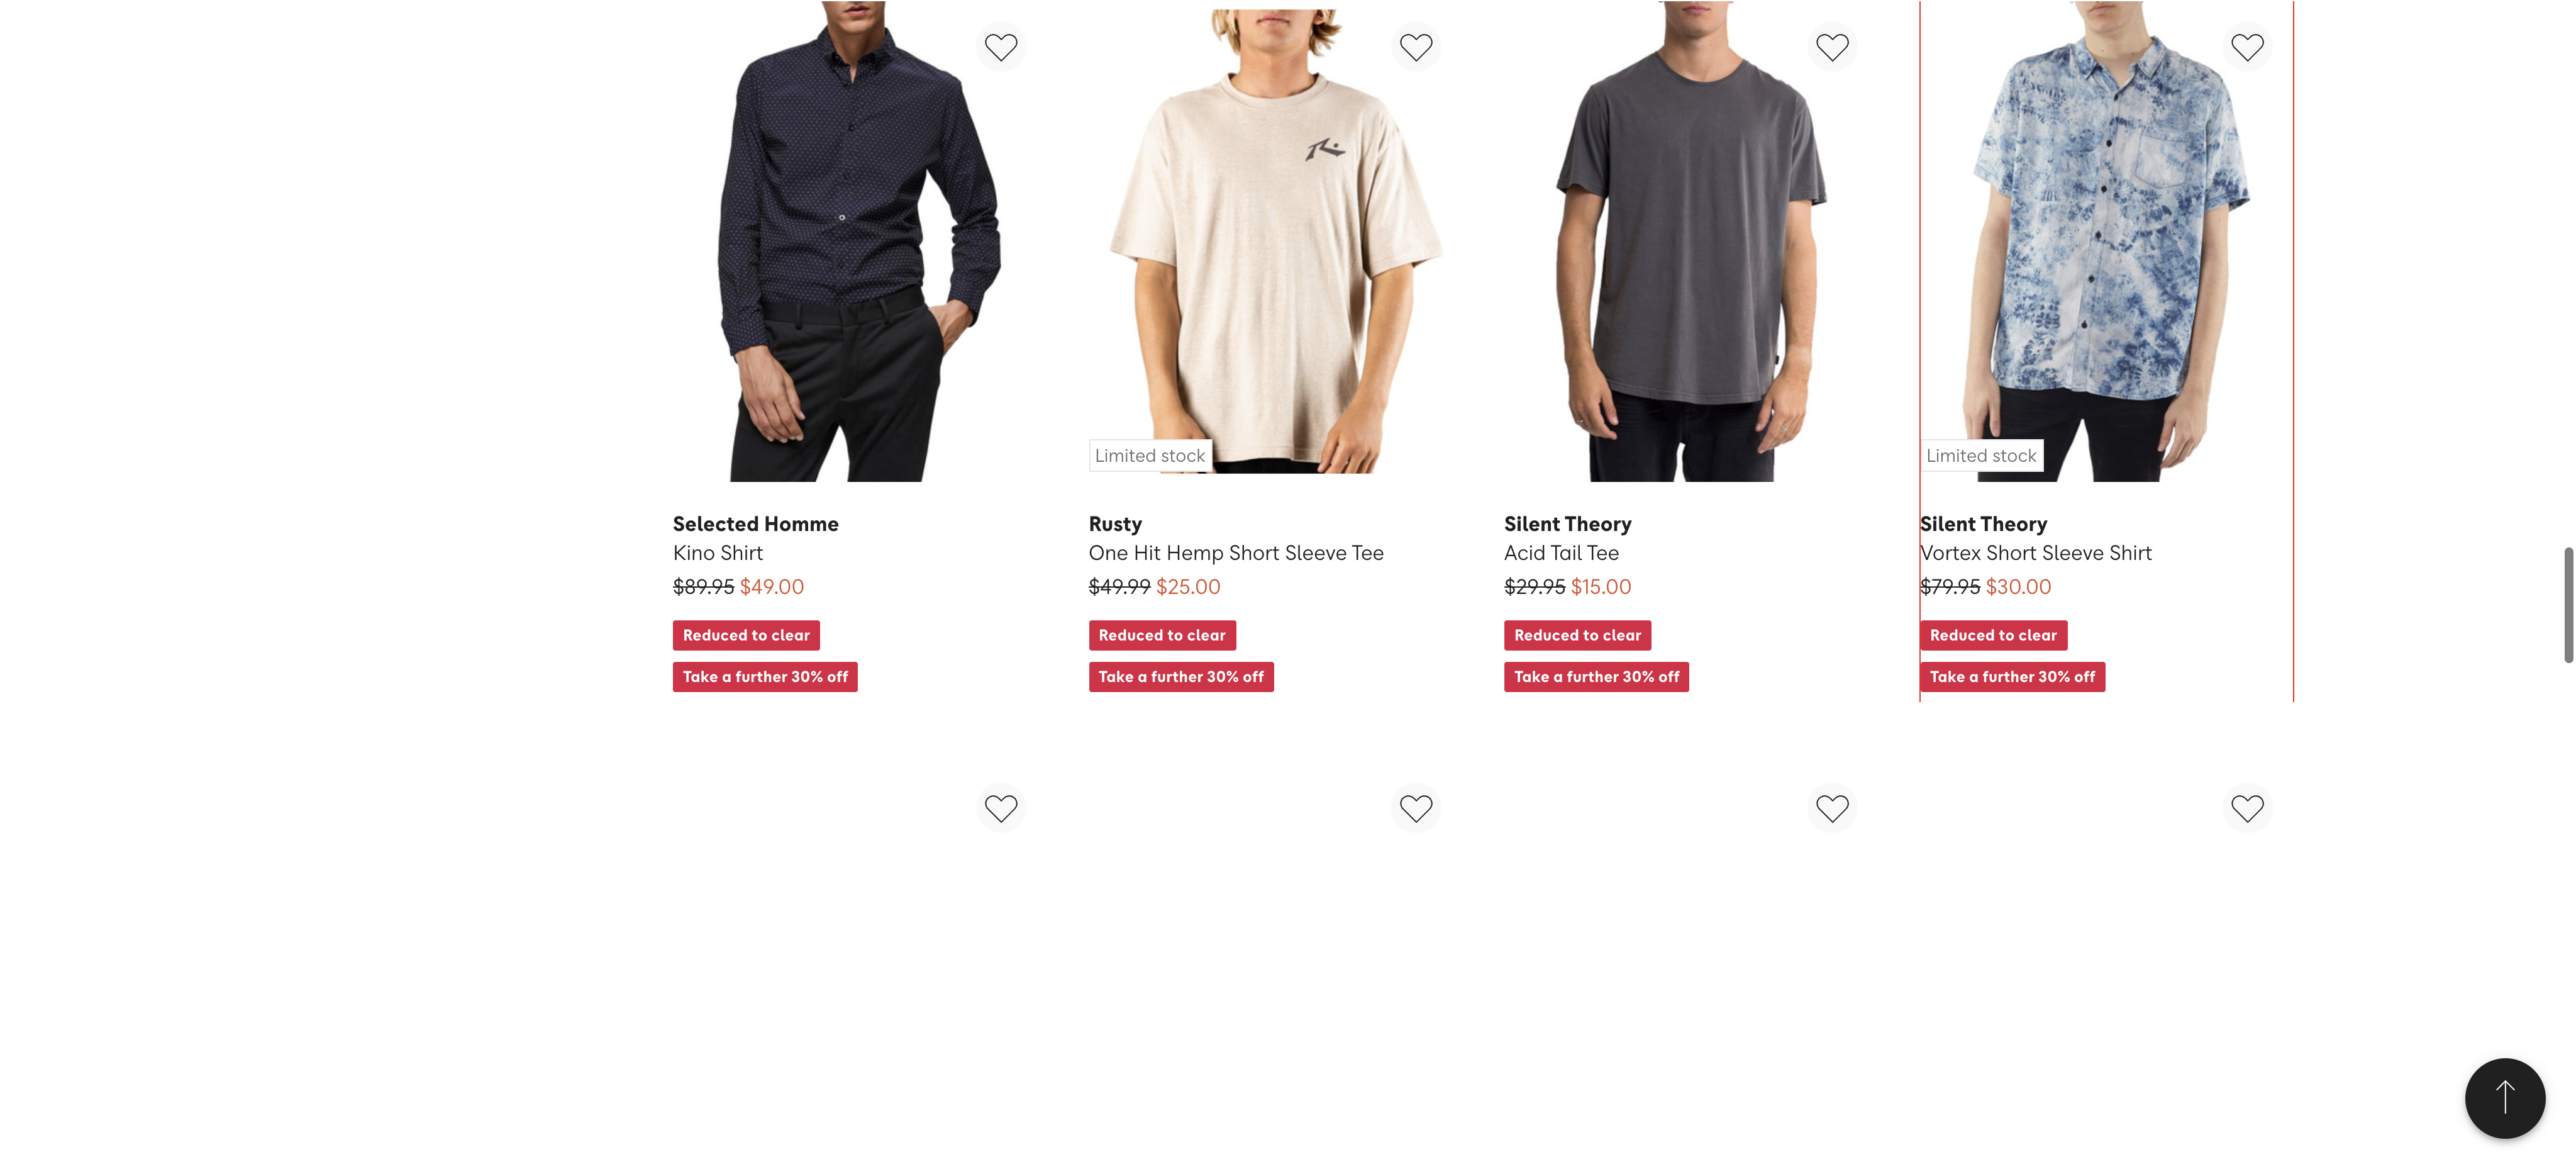 Limited stock
Limited stock
Selected Homme
Kino Shirt
$89.95 $49.00
Reduced to clear
Take a further 30% off
Rusty
One Hit Hemp Short Sleeve Tee
$49.99 $25.00
Reduced to clear
Take a further 30% off
Silent Theory
Acid Tail Tee
$29.95 $15.00
Reduced to clear
Take a further 30% off
Silent Theory
Vortex Short Sleeve Shirt
$79.95 $30.00
Reduced to clear
Take a further 30% off